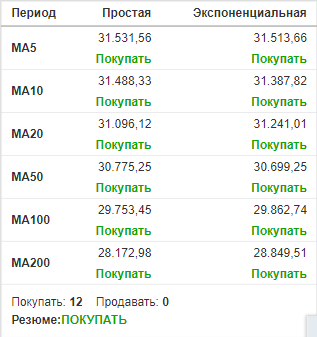 Период Простая Экспоненциальная
MA5 31.531,56 31.513,66
Покупать Покупать
MA10 31.488,33 31.387,82
Покупать Покупать
MA20 31.096,12 31.241,01
Покупать Покупать
MA50 30.775,25 30.699,25
Покупать Покупать
MA100 29.753,45 29.862,74
Покупать Покупать
MA200 28.172,98 28.849,51
Покупать Покупать
Покупать: 12 Продавать: 0
Резюме:ПОКУПАТЬ